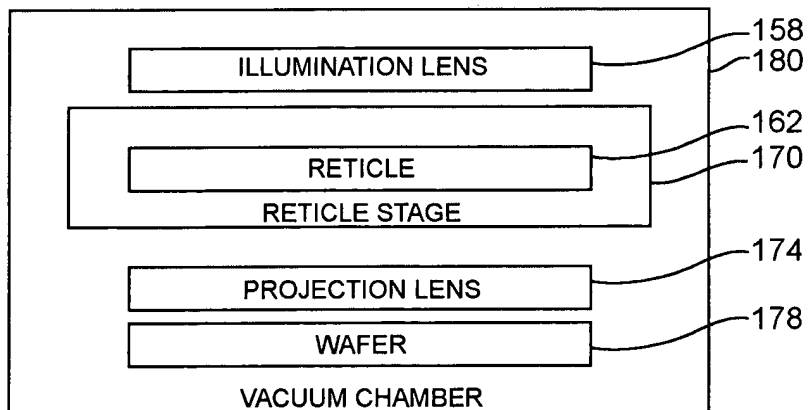 158
ILLUMINATION LENS
180
162
RETICLE
170
RETICLE STAGE
174
PROJECTION LENS
178
WAFER
VACUUM CHAMBER